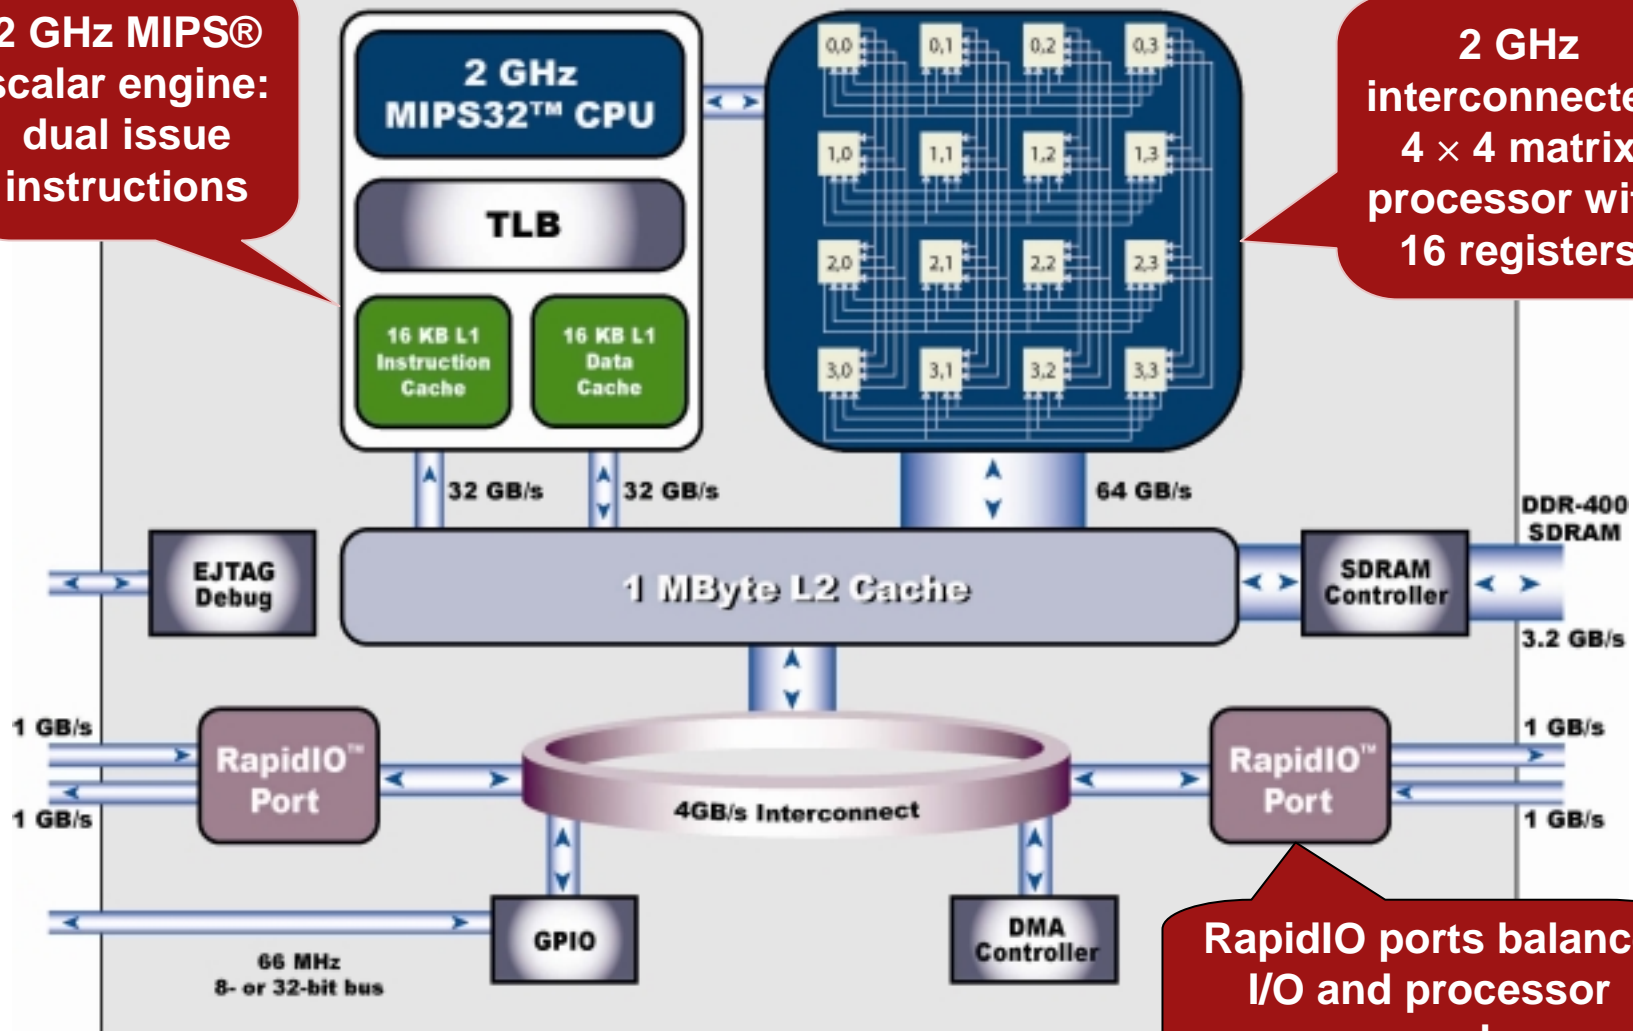 2 GHz MIPS®
scalar engine:
dual issue
instructions
2 GHz
MIPS32™ CPU
TLB
16 KB L1
Instruction
Cache
16 KB L1
Data
Cache
0,0 0,1 0,2 0,3
1,0 1,1 1,2 1,3
2,0 2,1 2,2 2,3
3,0 3,1 3,2 3,3
2 GHz
4 × 4 matrix
processor
16 registers
32 GB/s
32 GB/s
64 GB/s
DDR-400
SDRAM
EJTAG
Debug
1 MByte L2 Cache
SDRAM
Controller
3.2 GB/s
1 GB/s
RapidIO™
Port
1 GB/s
4GB/s Interconnect
RapidIO™
Port
1 GB/s
1 GB/s
GPIO
66 MHz
8- or 32-bit bus
DMA
Controller
RapidIO ports
I/O and processor